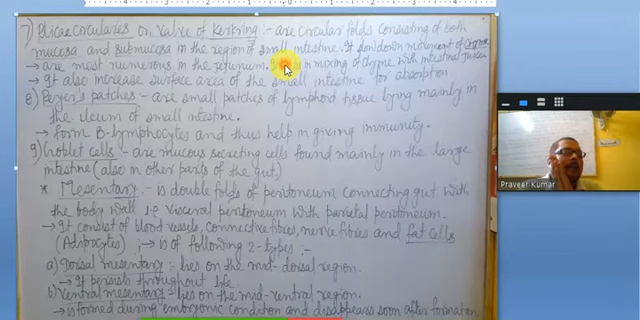 7) Plicae circulares or Valve of Kerkring :- are circular folds consisting of both
mucosa and submucosa in the region of small intestine. It slow down movement of chyme
→ are most numerous in the jejunum. in mixing of chyme with intestinal juices
→ It also increase surface area of the small intestine for absorption
8) Peyer's patches - are small patches of lymphoid tissue lying mainly in
the ileum of small intestine.
→ form B-lymphocytes and thus help in giving immunity.
9) Goblet cells - are mucous secreting cells found mainly in the large
intestine (also in other parts of the gut)
* Mesentary - is double folds of peritoneum connecting gut with
the body wall i.e visceral peritoneum with parietal peritoneum.
→ It consist of blood vessels, connective fibres, nerve fibres and fat cells
(Adipocytes) ; → is of following 2-types :-
a) Dorsal mesentary - lies on the mid-dorsal region.
→ It persists throughout life.
b) Ventral mesentary - lies on the mid-ventral region.
→ is formed during embryonic condition and disappears soon after formation
Praveer Kumar